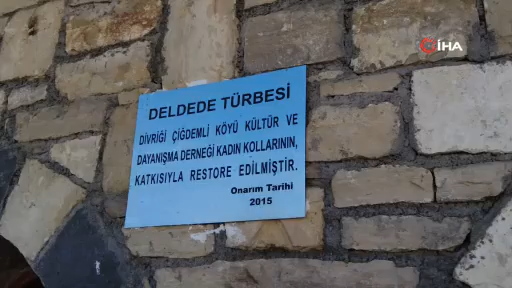 İHA
DELDEDE TÜRBESİ
DİVRİĞİ ÇİĞDEMLİ KÖYÜ KÜLTÜR VE
DAYANIŞMA DERNEĞİ KADIN KOLLARININ,
KATKISIYLA RESTORE EDİLMİŞTİR.
Onarım Tarihi
2015